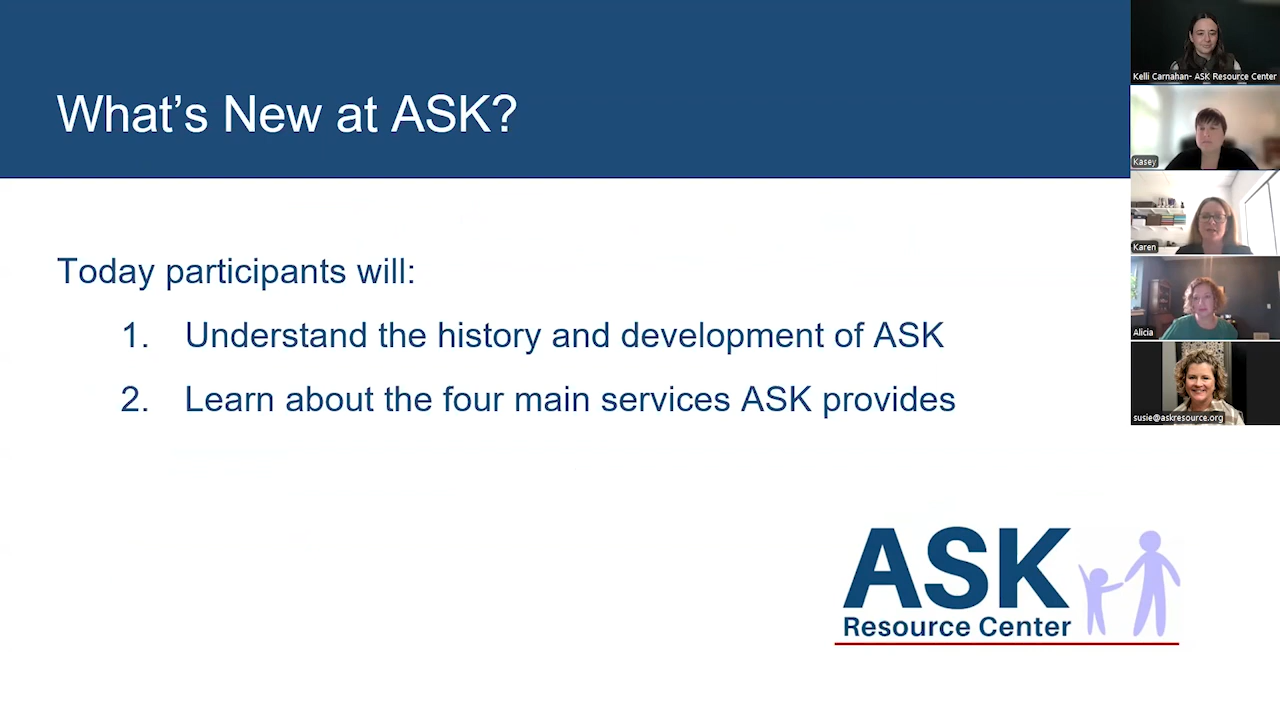 What's New at ASK?
Today participants will:
1. Understand the history and development of ASK
2. Learn about the four main services ASK provides
ASK
Resource Center
Kelli Carnahan- ASK Resource Center
Kasey
Karen
Alicia
susie@askresource.org